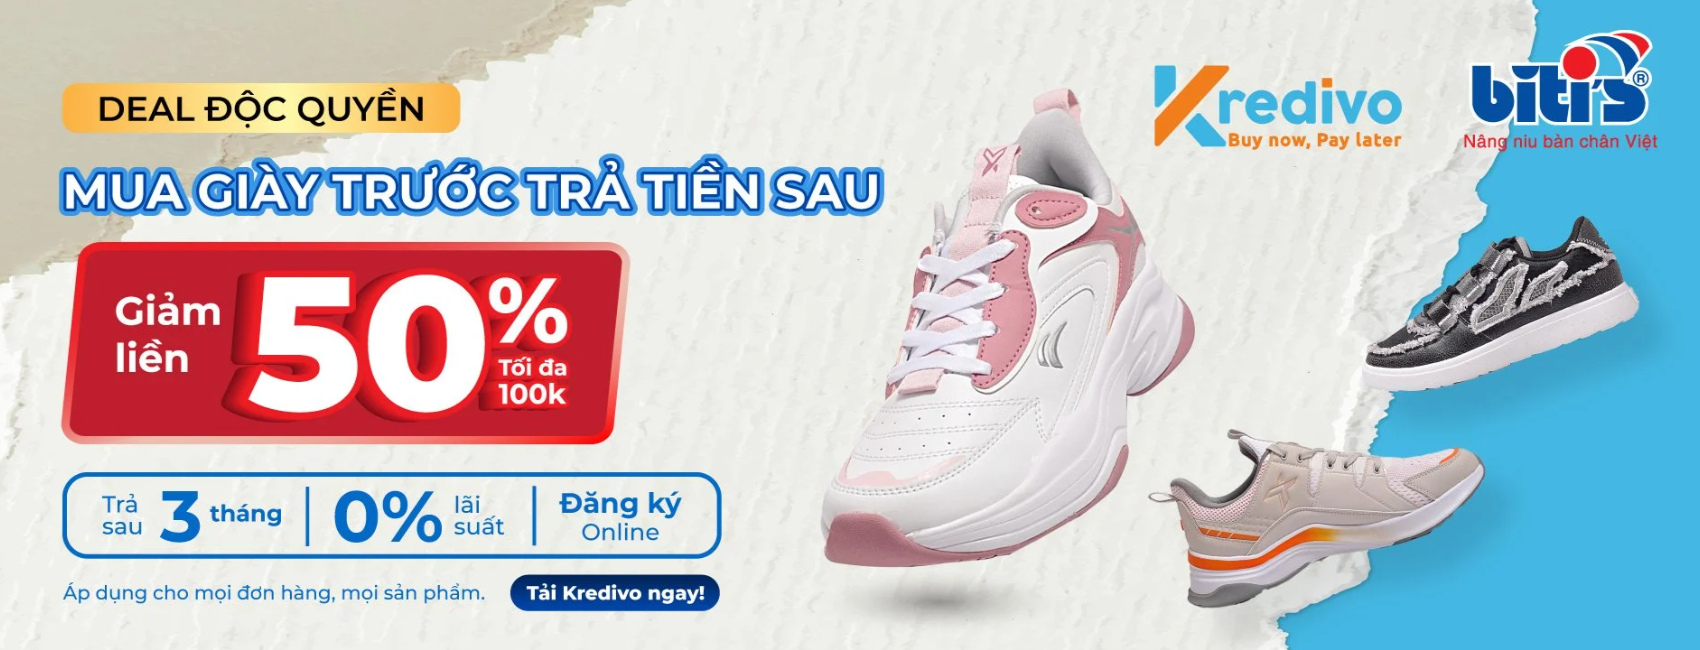 DEAL ĐỘC QUYỀN
MUA GIÀY TRƯỚC TRẢ TIỀN SAU
Giảm
liền
50%
Tối đa
100k
Trả
sau
3 tháng
0% lãi
suất
Đăng ký
Online
Áp dụng cho mọi đơn hàng, mọi sản phẩm.
Tải Kredivo ngay!
Kredivo
Buy now, Pay later
biti's®
Nâng niu bàn chân Việt